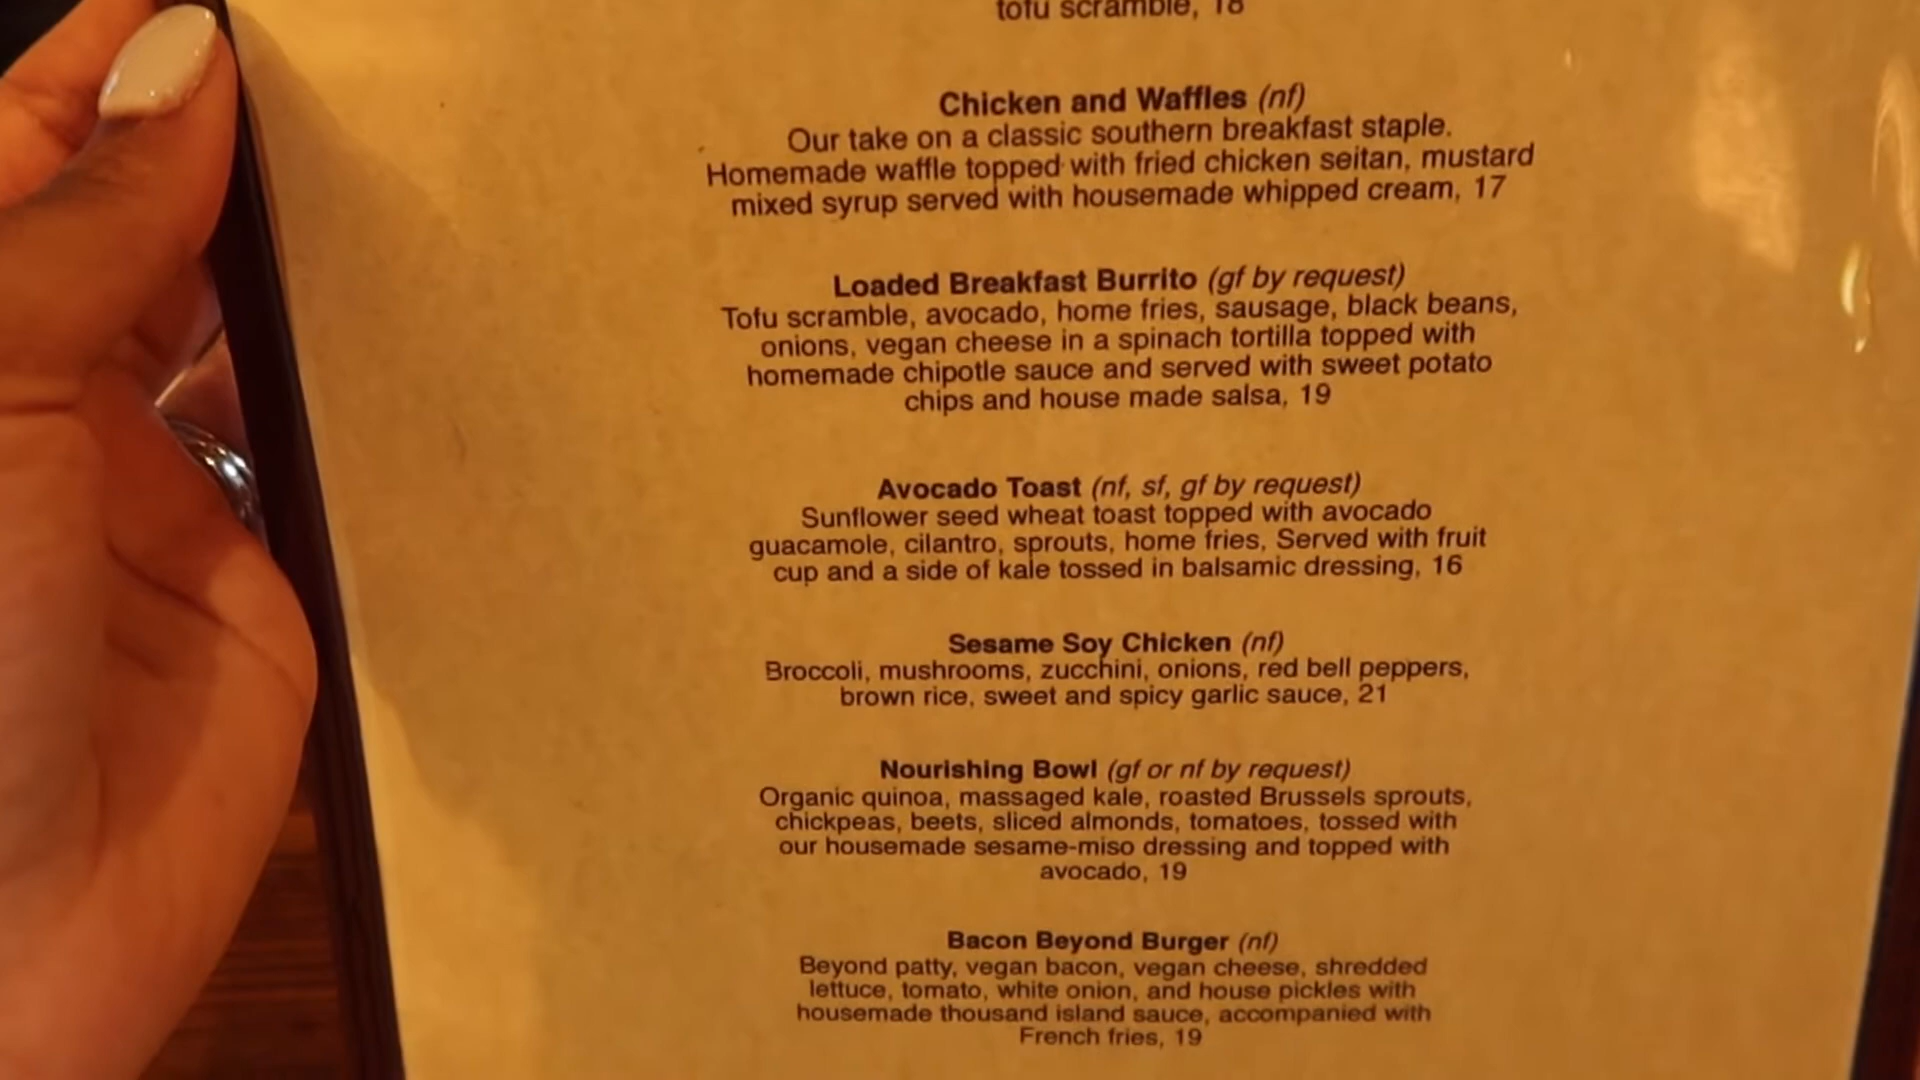 tofu scramble, 18
Chicken and Waffles (nf)
Our take on a classic southern breakfast staple.
Homemade waffle topped with fried chicken seitan, mustard
mixed syrup served with housemade whipped cream, 17
Loaded Breakfast Burrito (gf by request)
Tofu scramble, avocado, home fries, sausage, black beans,
onions, vegan cheese in a spinach tortilla topped with
homemade chipotle sauce and served with sweet potato
chips and house made salsa, 19
Avocado Toast (nf, sf, gf by request)
Sunflower seed wheat toast topped with avocado
guacamole, cilantro, sprouts, home fries, Served with fruit
cup and a side of kale tossed in balsamic dressing, 16
Sesame Soy Chicken (nf)
Broccoli, mushrooms, zucchini, onions, red bell peppers,
brown rice, sweet and spicy garlic sauce, 21
Nourishing Bowl (gf or nf by request)
Organic quinoa, massaged kale, roasted Brussels sprouts,
chickpeas, beets, sliced almonds, tomatoes, tossed with
our housemade sesame-miso dressing and topped with
avocado, 19
Bacon Beyond Burger (nf)
Beyond patty, vegan bacon, vegan cheese, shredded
lettuce, tomato, white onion, and house pickles with
housemade thousand island sauce, accompanied with
French fries, 19